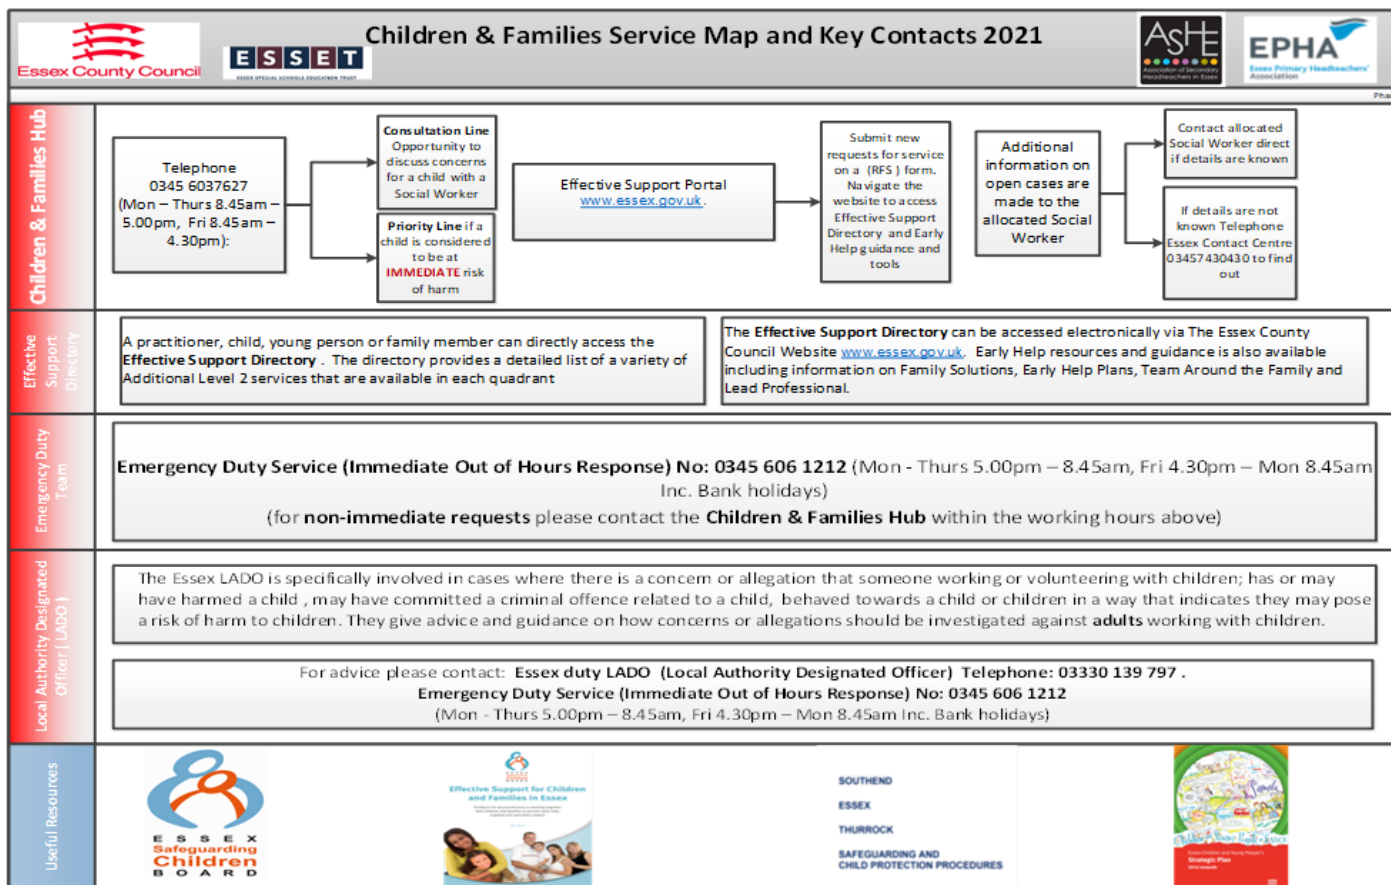 Essex County Council
ESSET
ESSEX SPECIAL SCHOOLS EDUCATION TRUST
Children & Families Service Map and Key Contacts 2021
ASHE
Association of Secondary
Headteachers in Essex
EPHA
Essex Primary Headteachers'
Association
Children & Families Hub
Telephone
0345 6037627
(Mon – Thurs 8.45am –
5.00pm, Fri 8.45am –
4.30pm):
Consultation Line
Opportunity to
discuss concerns
for a child with a
Social Worker
Priority Line if a
child is considered
to be at
IMMEDIATE risk
of harm
Effective Support Portal
www.essex.gov.uk.
Submit new
requests for service
on a (RFS ) form.
Navigate the
website to access
Effective Support
Directory and Early
Help guidance and
tools
Additional
information on
open cases are
made to the
allocated Social
Worker
Contact allocated
Social Worker direct
if details are known
If details are not
known Telephone
Essex Contact Centre
03457430430 to find
out
Effective
Support
Directory
A practitioner, child, young person or family member can directly access the
Effective Support Directory . The directory provides a detailed list of a variety of
Additional Level 2 services that are available in each quadrant
The Effective Support Directory can be accessed electronically via The Essex County
Council Website www.essex.gov.uk. Early Help resources and guidance is also available
including information on Family Solutions, Early Help Plans, Team Around the Family and
Lead Professional.
Emergency Duty
Team
Emergency Duty Service (Immediate Out of Hours Response) No: 0345 606 1212 (Mon - Thurs 5.00pm – 8.45am, Fri 4.30pm – Mon 8.45am
Inc. Bank holidays)
(for non-immediate requests please contact the Children & Families Hub within the working hours above)
Local Authority Designated
Officer ( LADO )
The Essex LADO is specifically involved in cases where there is a concern or allegation that someone working or volunteering with children; has or may
have harmed a child , may have committed a criminal offence related to a child, behaved towards a child or children in a way that indicates they may pose
a risk of harm to children. They give advice and guidance on how concerns or allegations should be investigated against adults working with children.
For advice please contact: Essex duty LADO (Local Authority Designated Officer) Telephone: 03330 139 797 .
Emergency Duty Service (Immediate Out of Hours Response) No: 0345 606 1212
(Mon - Thurs 5.00pm – 8.45am, Fri 4.30pm – Mon 8.45am Inc. Bank holidays)
Useful Resources
ESSEX
Safeguarding
Children
BOARD
Effective Support for Children
and Families in Essex
SOUTHEND
ESSEX
THURROCK
SAFEGUARDING AND
CHILD PROTECTION PROCEDURES
Essex Children and Young People's
Strategic Plan